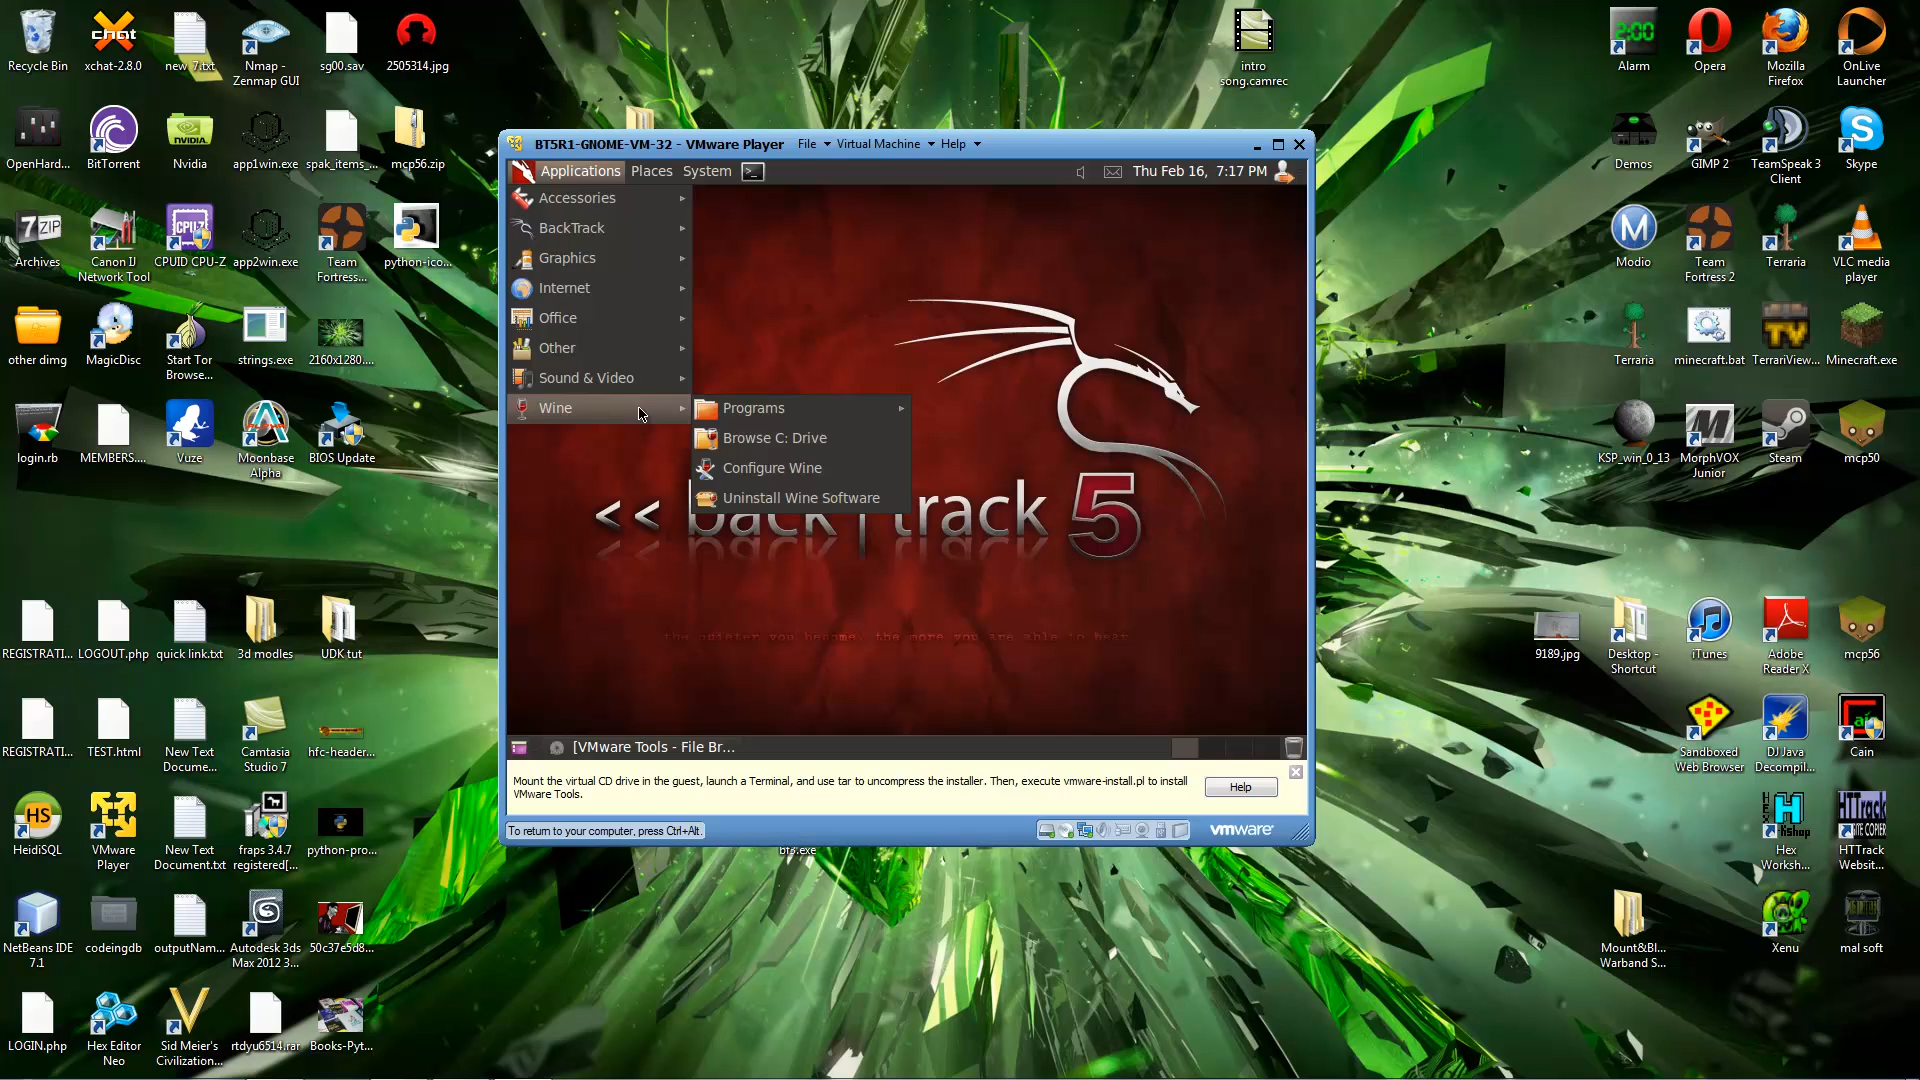 Recycle Bin
xchat-2.8.0
new 7.txt
Nmap - Zenmap GUI
sg00.sav
2505314.jpg
intro song.camrec
Alarm
Opera
Mozilla Firefox
OnLive Launcher
OpenHard...
BitTorrent
Nvidia
app1win.exe
spak_items_...
mcp56.zip
Demos
GIMP 2
TeamSpeak 3 Client
Skype
Archives
Canon IJ Network Tool
CPUID CPU-Z
app2win.exe
Team Fortress...
python-ico...
Modio
Team Fortress 2
Terraria
VLC media player
other dimg
MagicDisc
Start Tor Browse...
strings.exe
2160x1280....
Terraria
minecraft.bat
TerrariView...
Minecraft.exe
login.rb
MEMBERS....
Vuze
Moonbase Alpha
BIOS Update
KSP_win_0_13
MorphVOX Junior
Steam
mcp50
REGISTRATI...
LOGOUT.php
quick link.txt
3d modles
UDK tut
9189.jpg
Desktop - Shortcut
iTunes
Adobe Reader X
mcp56
REGISTRATI...
TEST.html
New Text Docume...
Camtasia Studio 7
hfc-header...
Sandboxed Web Browser
DJ Java Decompil...
Cain
HeidiSQL
VMware Player
New Text Document.txt
fraps 3.4.7 registered[...
python-pro...
bf3.exe
Hex Worksh...
HTTrack Websit...
NetBeans IDE 7.1
codeingdb
outputNam...
Autodesk 3ds Max 2012 3...
50c37e5d8...
Mount&Bl... Warband S...
Xenu
mal soft
LOGIN.php
Hex Editor Neo
Sid Meier's Civilization...
rtdyu6514.rar
Books-Pyt...
BT5R1-GNOME-VM-32 - VMware Player File Virtual Machine Help
Applications Places System Thu Feb 16, 7:17 PM
Accessories
BackTrack
Graphics
Internet
Office
Other
Sound & Video
Wine
Programs
Browse C: Drive
Configure Wine
Uninstall Wine Software
<< back | track 5
the quieter you become, the more you are able to hear
[VMware Tools - File Br...
Mount the virtual CD drive in the guest, launch a Terminal, and use tar to uncompress the installer. Then, execute vmware-install.pl to install
VMware Tools.
Help
To return to your computer, press Ctrl+Alt.
vmware